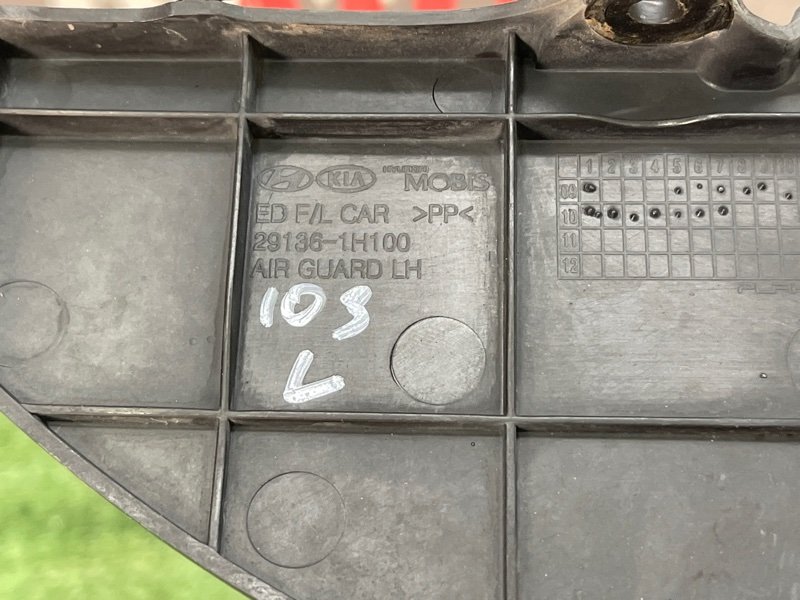 KIA HYUNDAI MOBIS
ED F/L CAR >PP<
29136-1H100
AIR GUARD LH
103
L
1 2 3 4 5 6 7 8 9 10
09
10
11
12